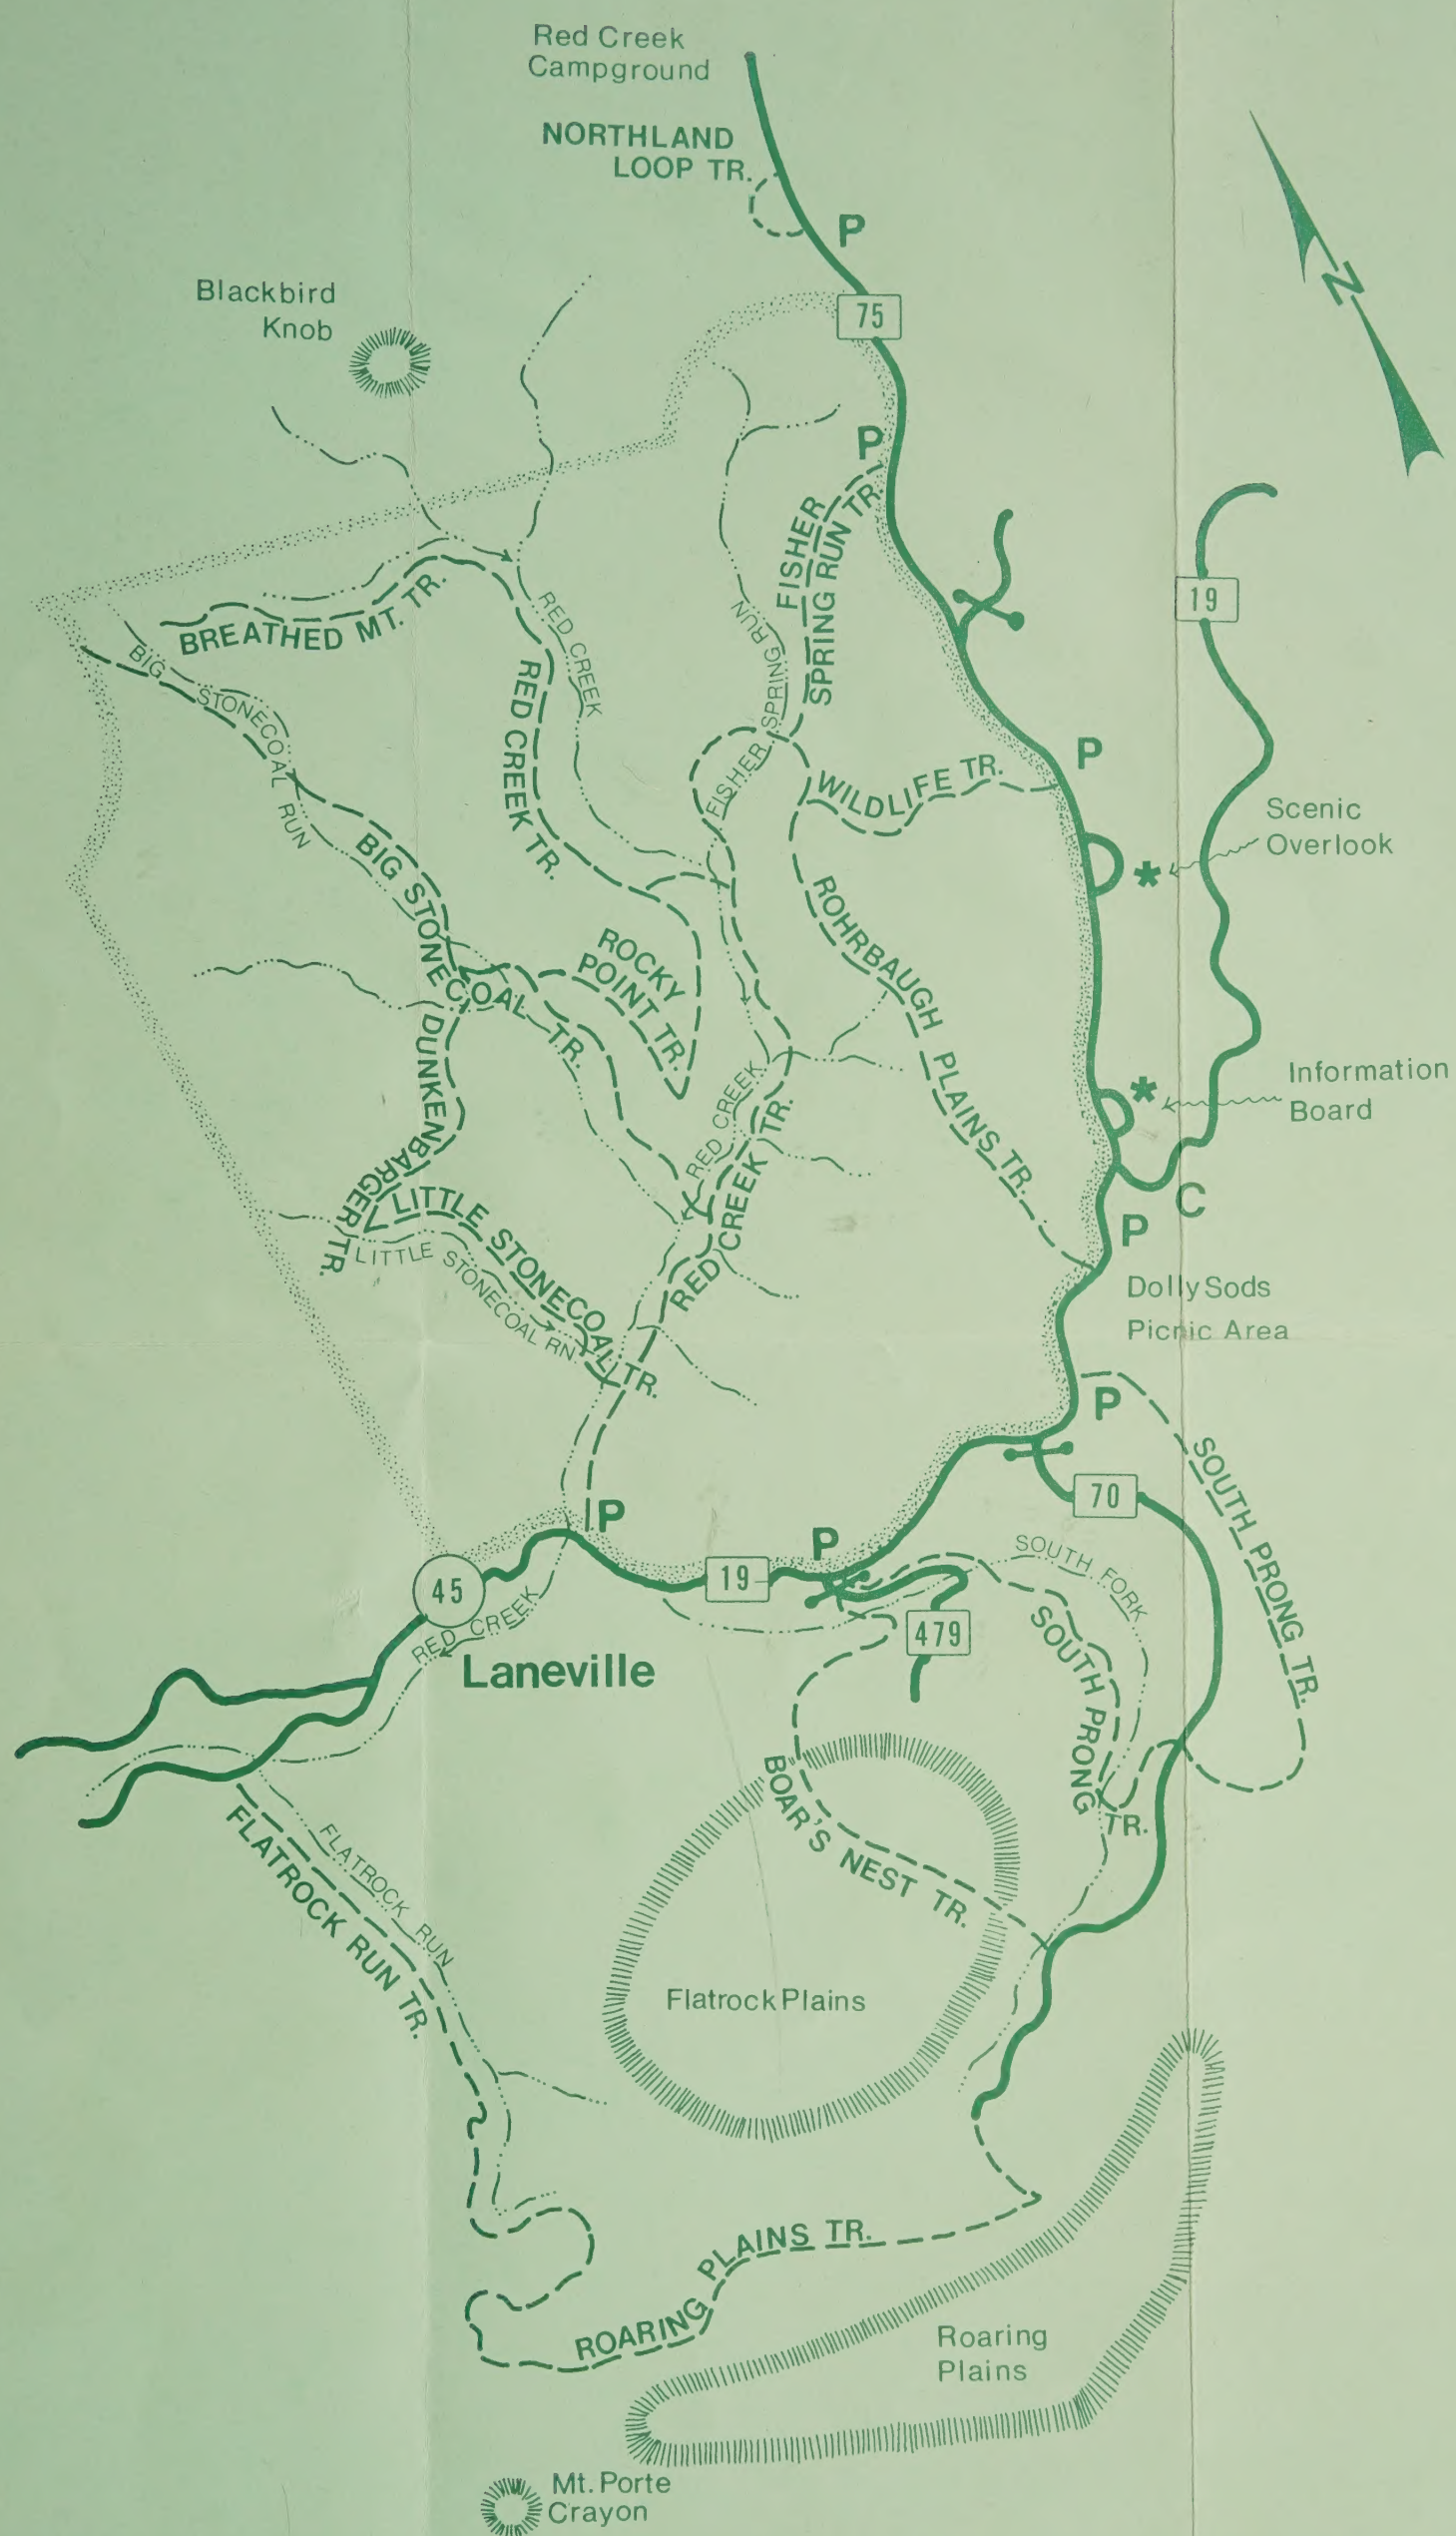 Red Creek
Campground
NORTHLAND
LOOP TR.
P
Blackbird
Knob
75
N
P
FISHER
SPRING RUN TR.
19
BREATHED MT. TR.
RED CREEK
FISHER SPRING RUN
BIG STONECOAL RUN
RED CREEK TR.
P
WILDLIFE TR.
Scenic
Overlook
*
BIG STONECOAL TR.
ROCKY
POINT TR.
ROHRBAUGH PLAINS TR.
DUNKENBARGER TR.
RED CREEK
RED CREEK TR.
*
Information
Board
C
P
LITTLE STONECOAL TR.
LITTLE STONECOAL RN.
Dolly Sods
Picnic Area
P
70
SOUTH PRONG TR.
P
P
19
45
SOUTH FORK
RED CREEK
479
Laneville
SOUTH PRONG TR.
BOAR'S NEST TR.
FLATROCK RUN
FLATROCK RUN TR.
Flatrock Plains
ROARING PLAINS TR.
Roaring
Plains
Mt. Porte
Crayon